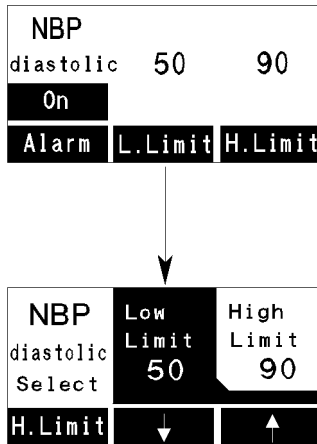 NBP
diastolic 50 90
On
Alarm L.Limit H.Limit
NBP Low High
diastolic Limit Limit
Select 50 90
H.Limit